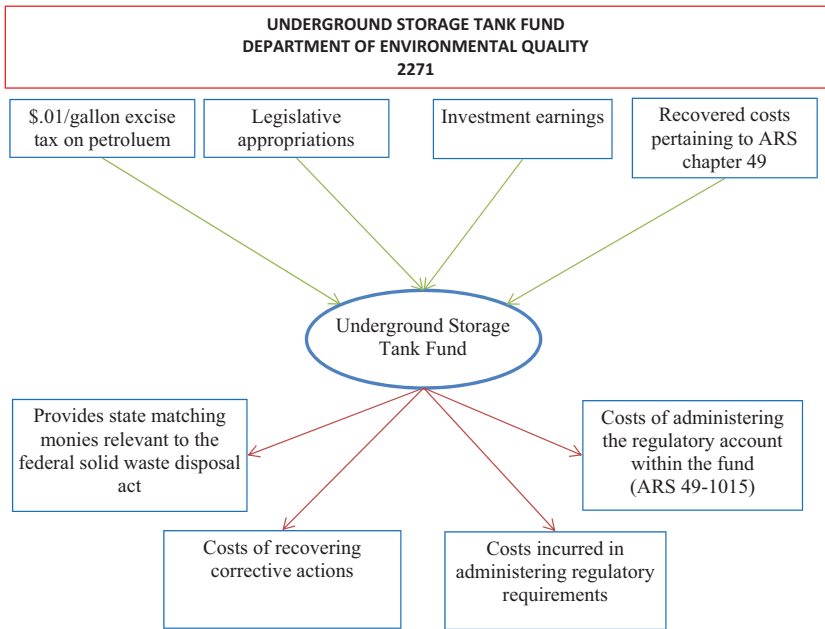 UNDERGROUND STORAGE TANK FUND
DEPARTMENT OF ENVIRONMENTAL QUALITY
2271
$.01/gallon excise
tax on petroluem
Legislative
appropriations
Investment earnings
Recovered costs
pertaining to ARS
chapter 49
Underground Storage
Tank Fund
Provides state matching
monies relevant to the
federal solid waste disposal
act
Costs of recovering
corrective actions
Costs incurred in
administering regulatory
requirements
Costs of administering
the regulatory account
within the fund
(ARS 49-1015)